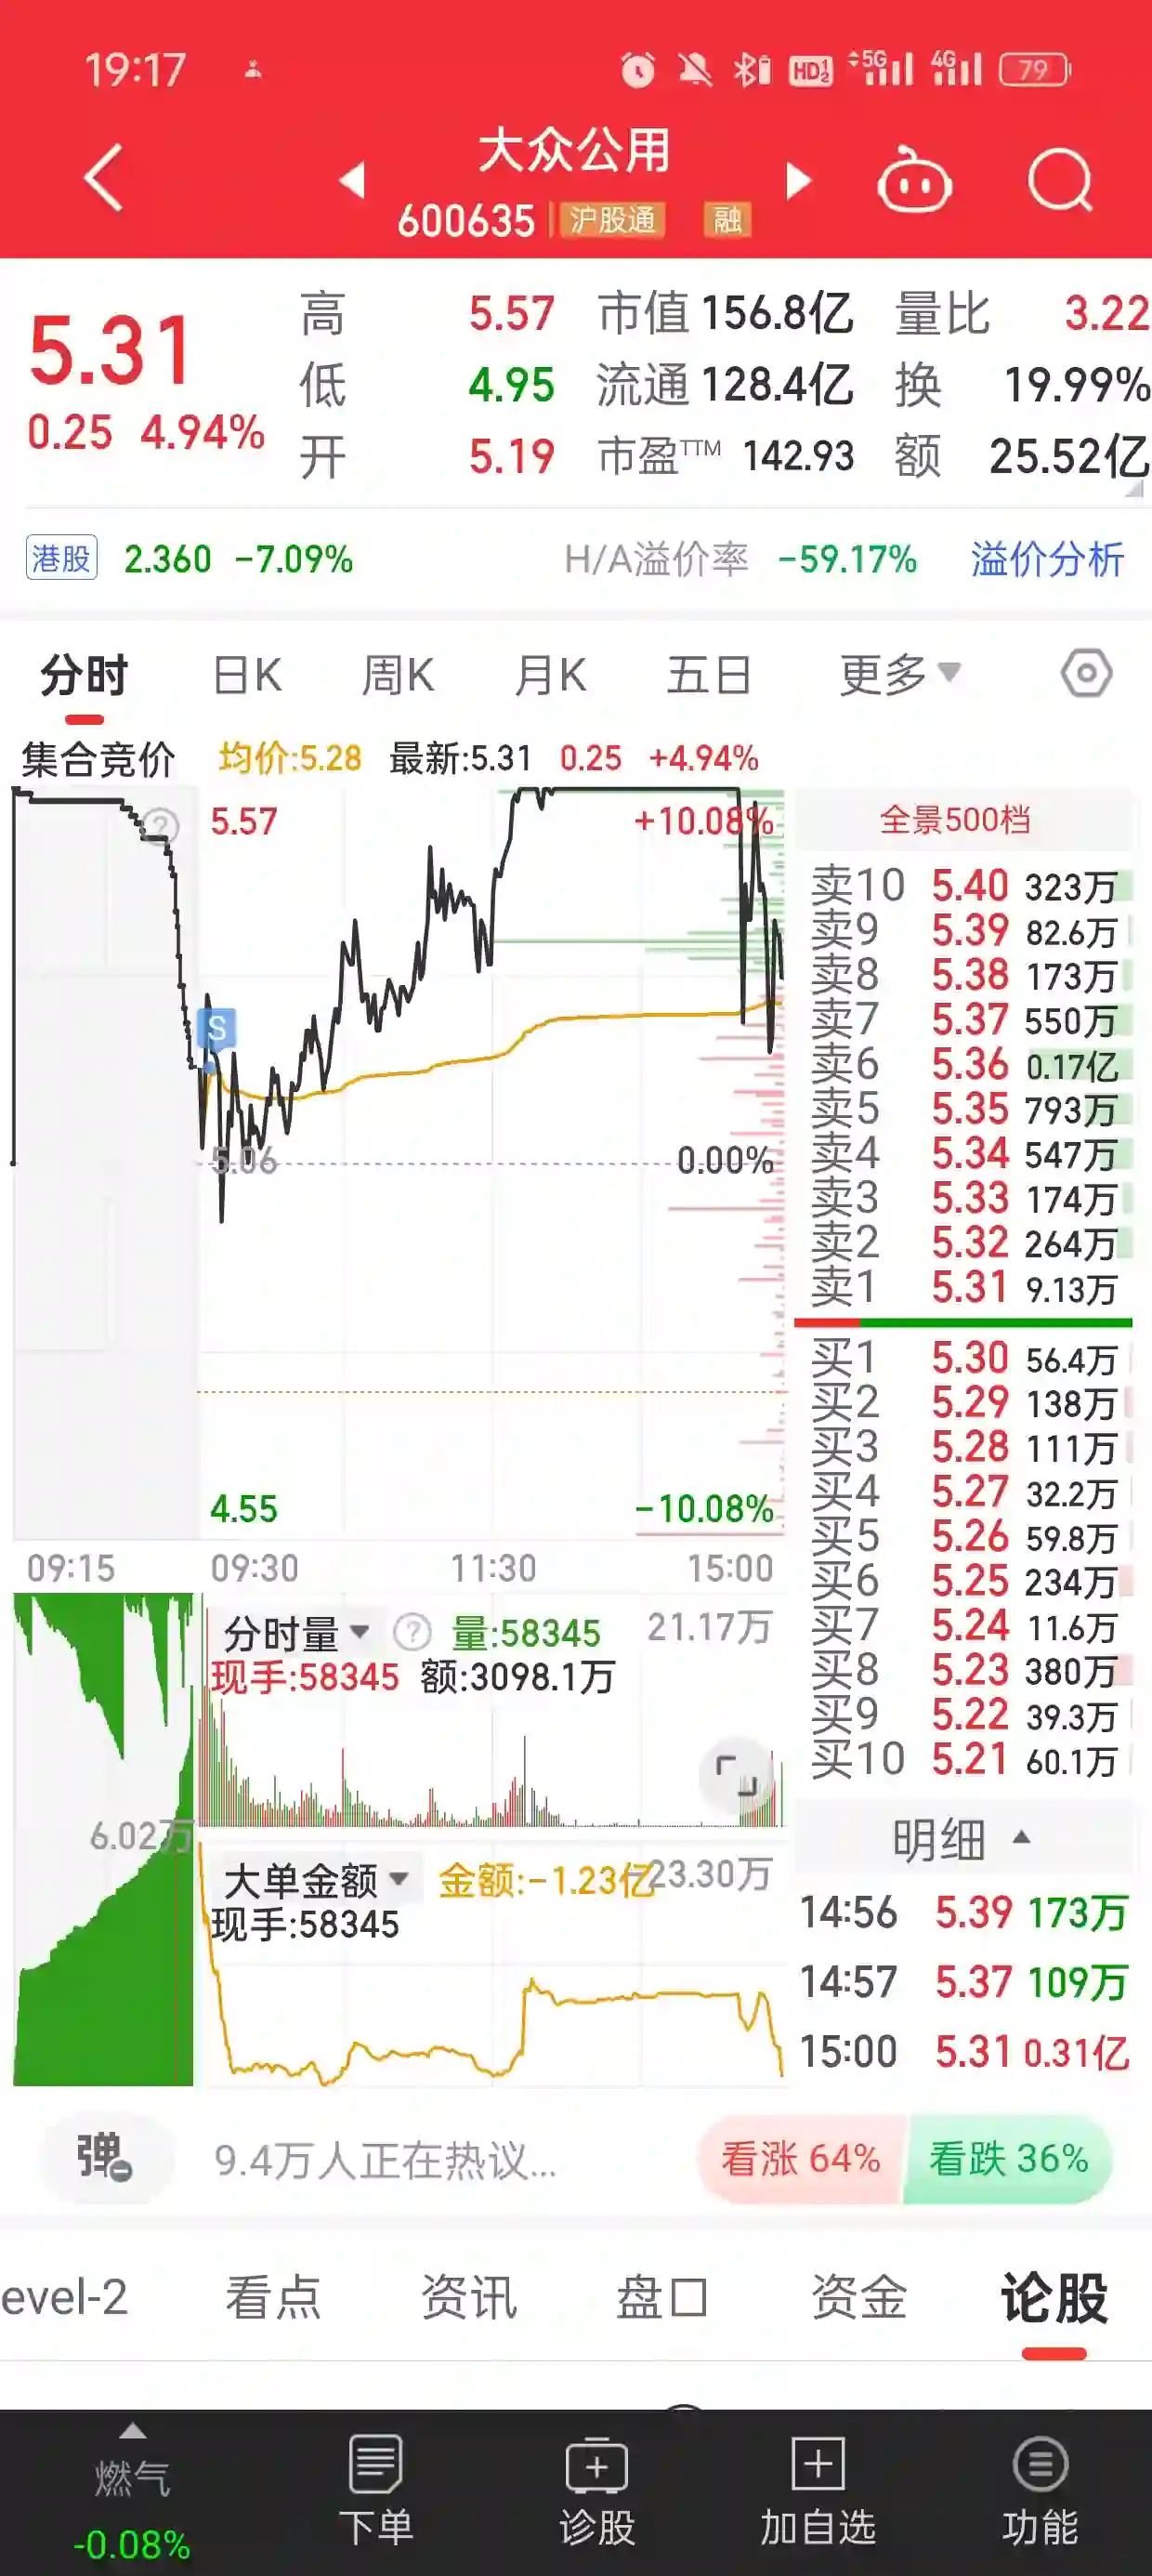 19:17 HD 1 2 5G 4G 79
大众公用
600635 沪股通 融
5.31
0.25 4.94%
高 5.57 市值 156.8亿 量比 3.22
低 4.95 流通 128.4亿 换 19.99%
开 5.19 市盈TTM 142.93 额 25.52亿
港股 2.360 -7.09% H/A溢价率 -59.17% 溢价分析
分时 日K 周K 月K 五日 更多
集合竞价 均价:5.28 最新:5.31 0.25 +4.94%
5.57 +10.08%
S
5.06 0.00%
4.55 -10.08%
09:15 09:30 11:30 15:00
全景500档
卖10 5.40 323万
卖9 5.39 82.6万
卖8 5.38 173万
卖7 5.37 550万
卖6 5.36 0.17亿
卖5 5.35 793万
卖4 5.34 547万
卖3 5.33 174万
卖2 5.32 264万
卖1 5.31 9.13万
买1 5.30 56.4万
买2 5.29 138万
买3 5.28 111万
买4 5.27 32.2万
买5 5.26 59.8万
买6 5.25 234万
买7 5.24 11.6万
买8 5.23 380万
买9 5.22 39.3万
买10 5.21 60.1万
分时量 ? 量:58345 21.17万
现手:58345 额:3098.1万
6.02万
大单金额 金额:-1.23亿 23.30万
现手:58345
明细
14:56 5.39 173万
14:57 5.37 109万
15:00 5.31 0.31亿
弹 9.4万人正在热议... 看涨 64% 看跌 36%
evel-2 看点 资讯 盘口 资金 论股
燃气 下单 诊股 加自选 功能
-0.08%